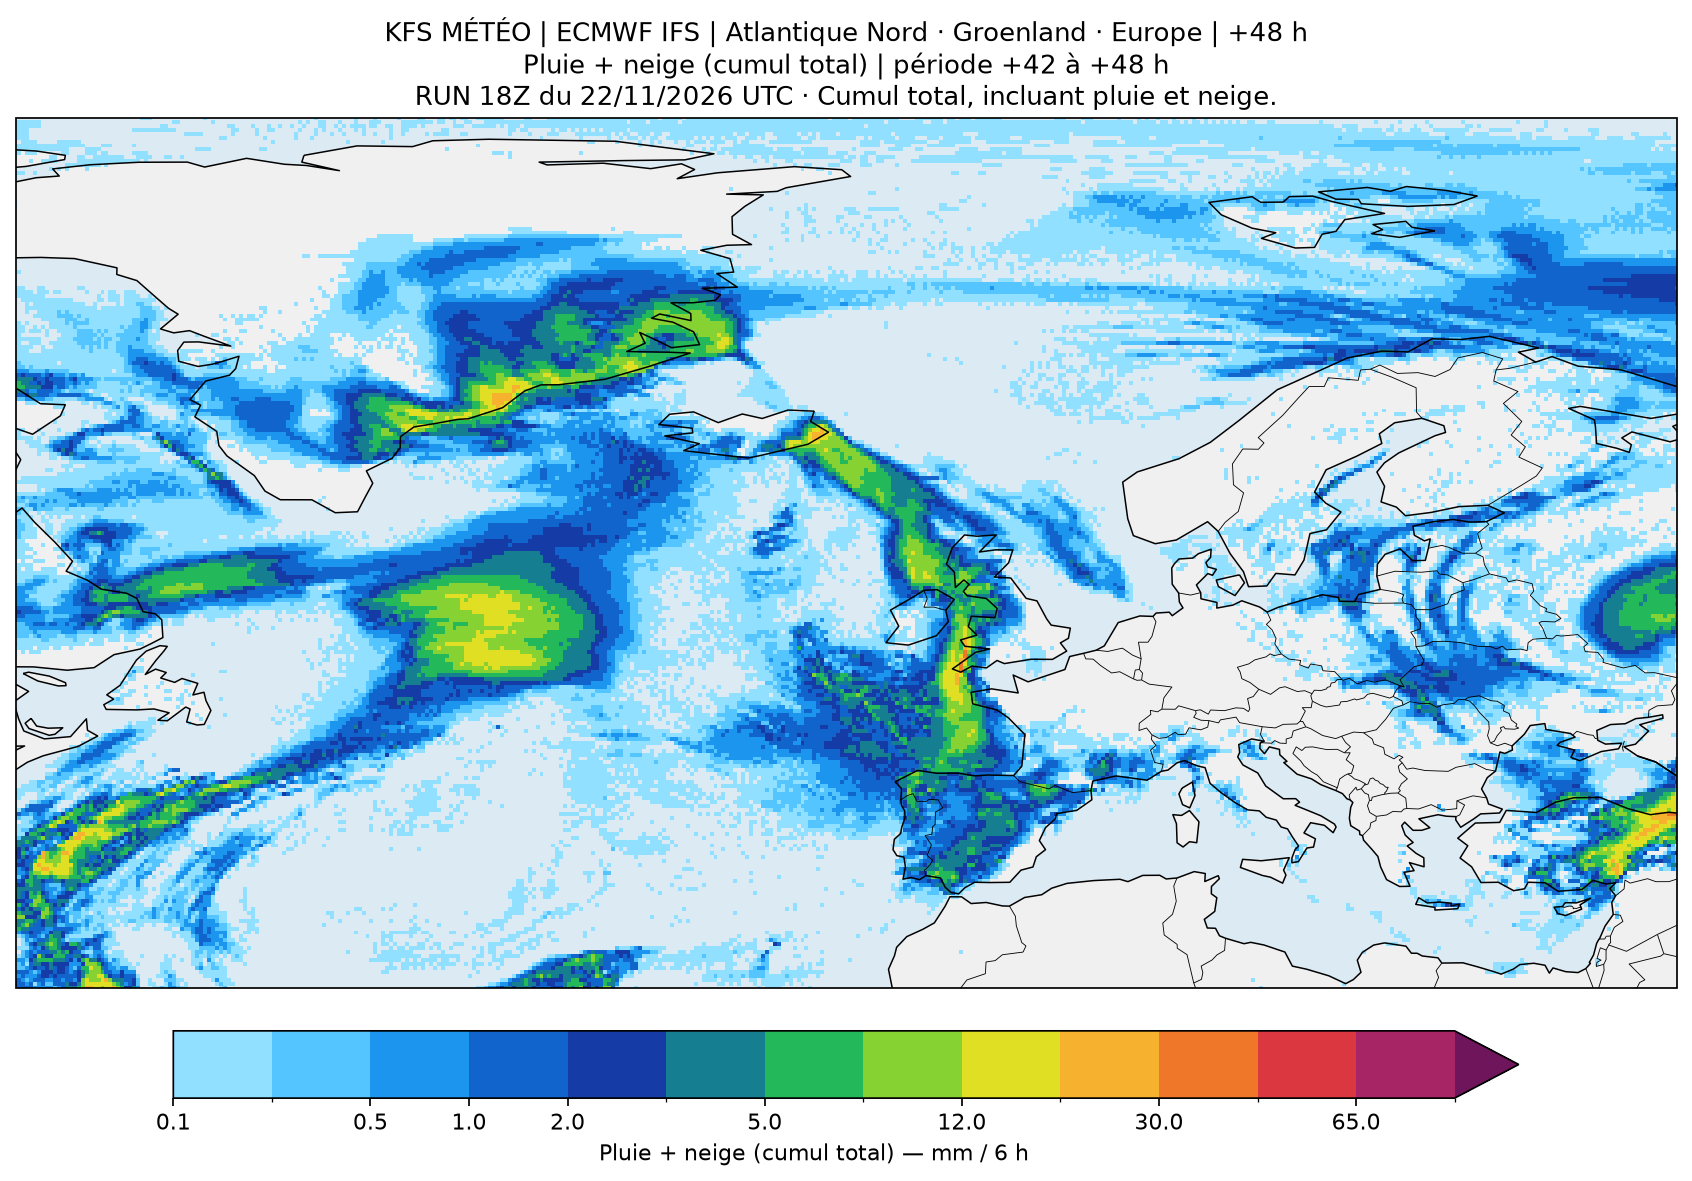 KFS MÉTÉO | ECMWF IFS | Atlantique Nord · Groenland · Europe | +48 h
Pluie + neige (cumul total) | période +42 à +48 h
RUN 18Z du 22/11/2026 UTC · Cumul total, incluant pluie et neige.
0.1 0.5 1.0 2.0 5.0 12.0 30.0 65.0
Pluie + neige (cumul total) — mm / 6 h